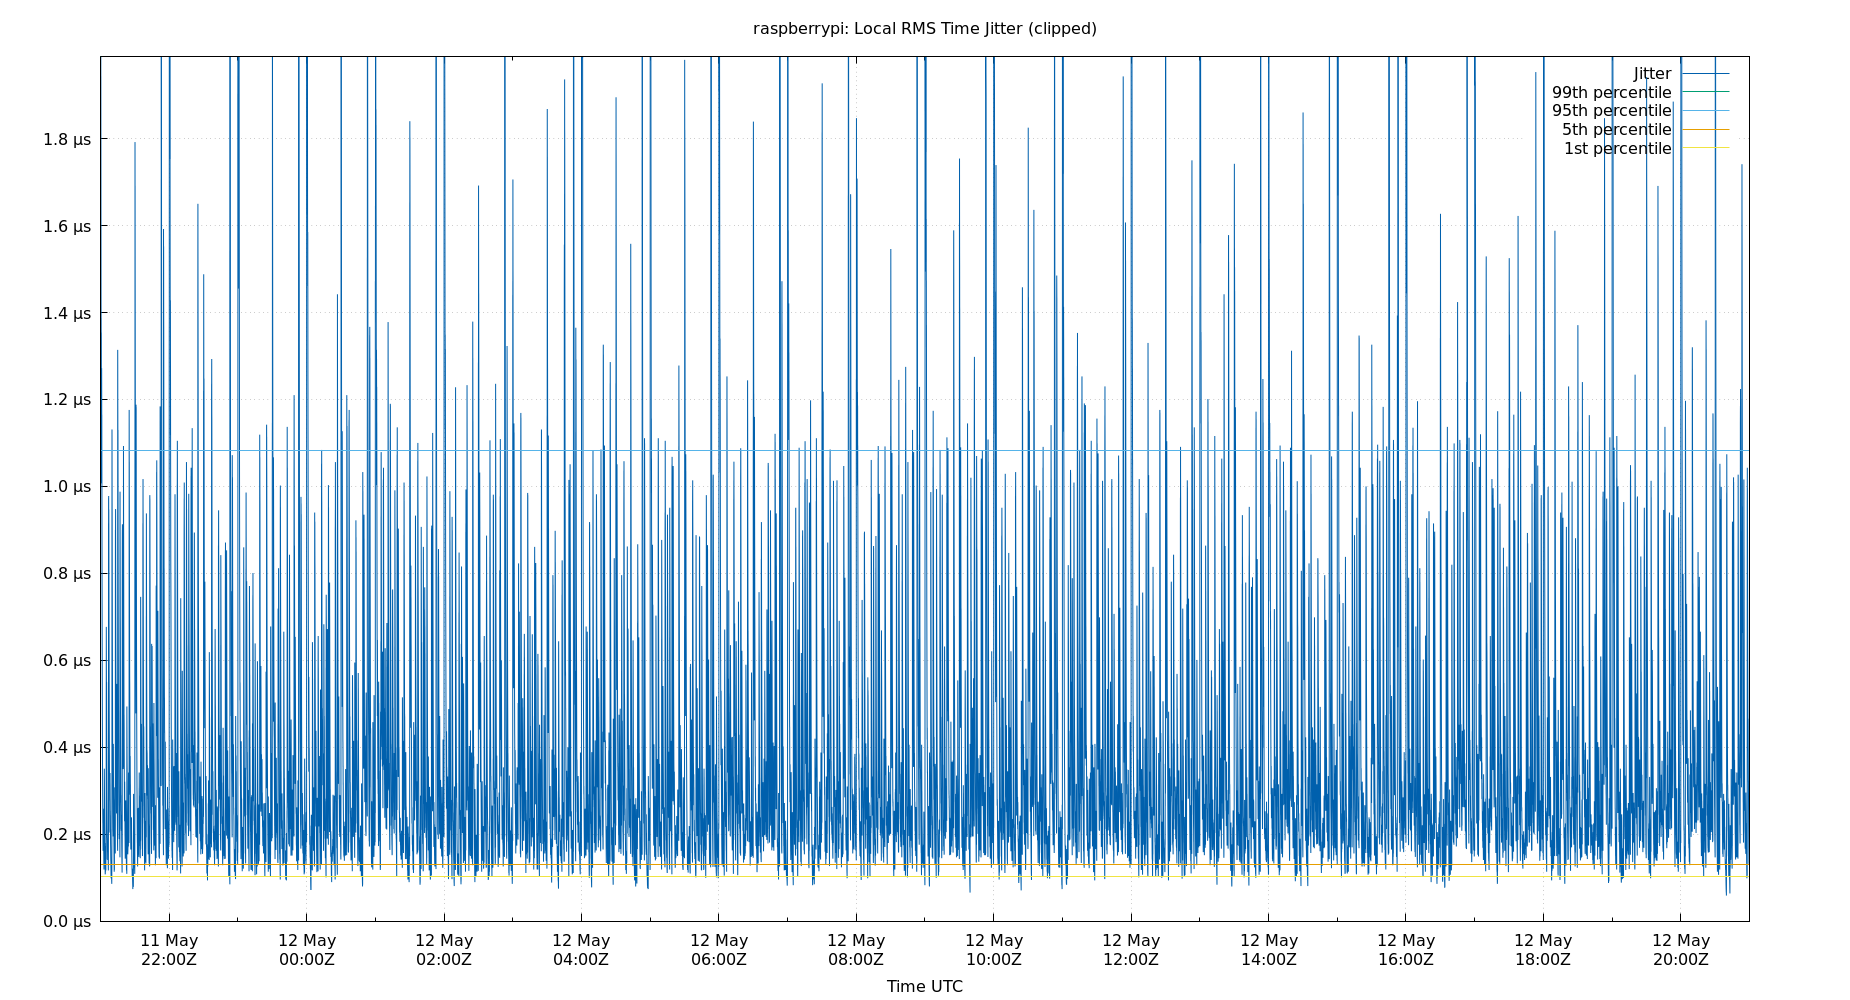 raspberrypi: Local RMS Time Jitter (clipped)
Jitter
99th percentile
95th percentile
5th percentile
1st percentile
1.8 µs
1.6 µs
1.4 µs
1.2 µs
1.0 µs
0.8 µs
0.6 µs
0.4 µs
0.2 µs
0.0 µs
11 May 12 May 12 May 12 May 12 May 12 May 12 May 12 May 12 May 12 May 12 May 12 May
22:00Z 00:00Z 02:00Z 04:00Z 06:00Z 08:00Z 10:00Z 12:00Z 14:00Z 16:00Z 18:00Z 20:00Z
Time UTC